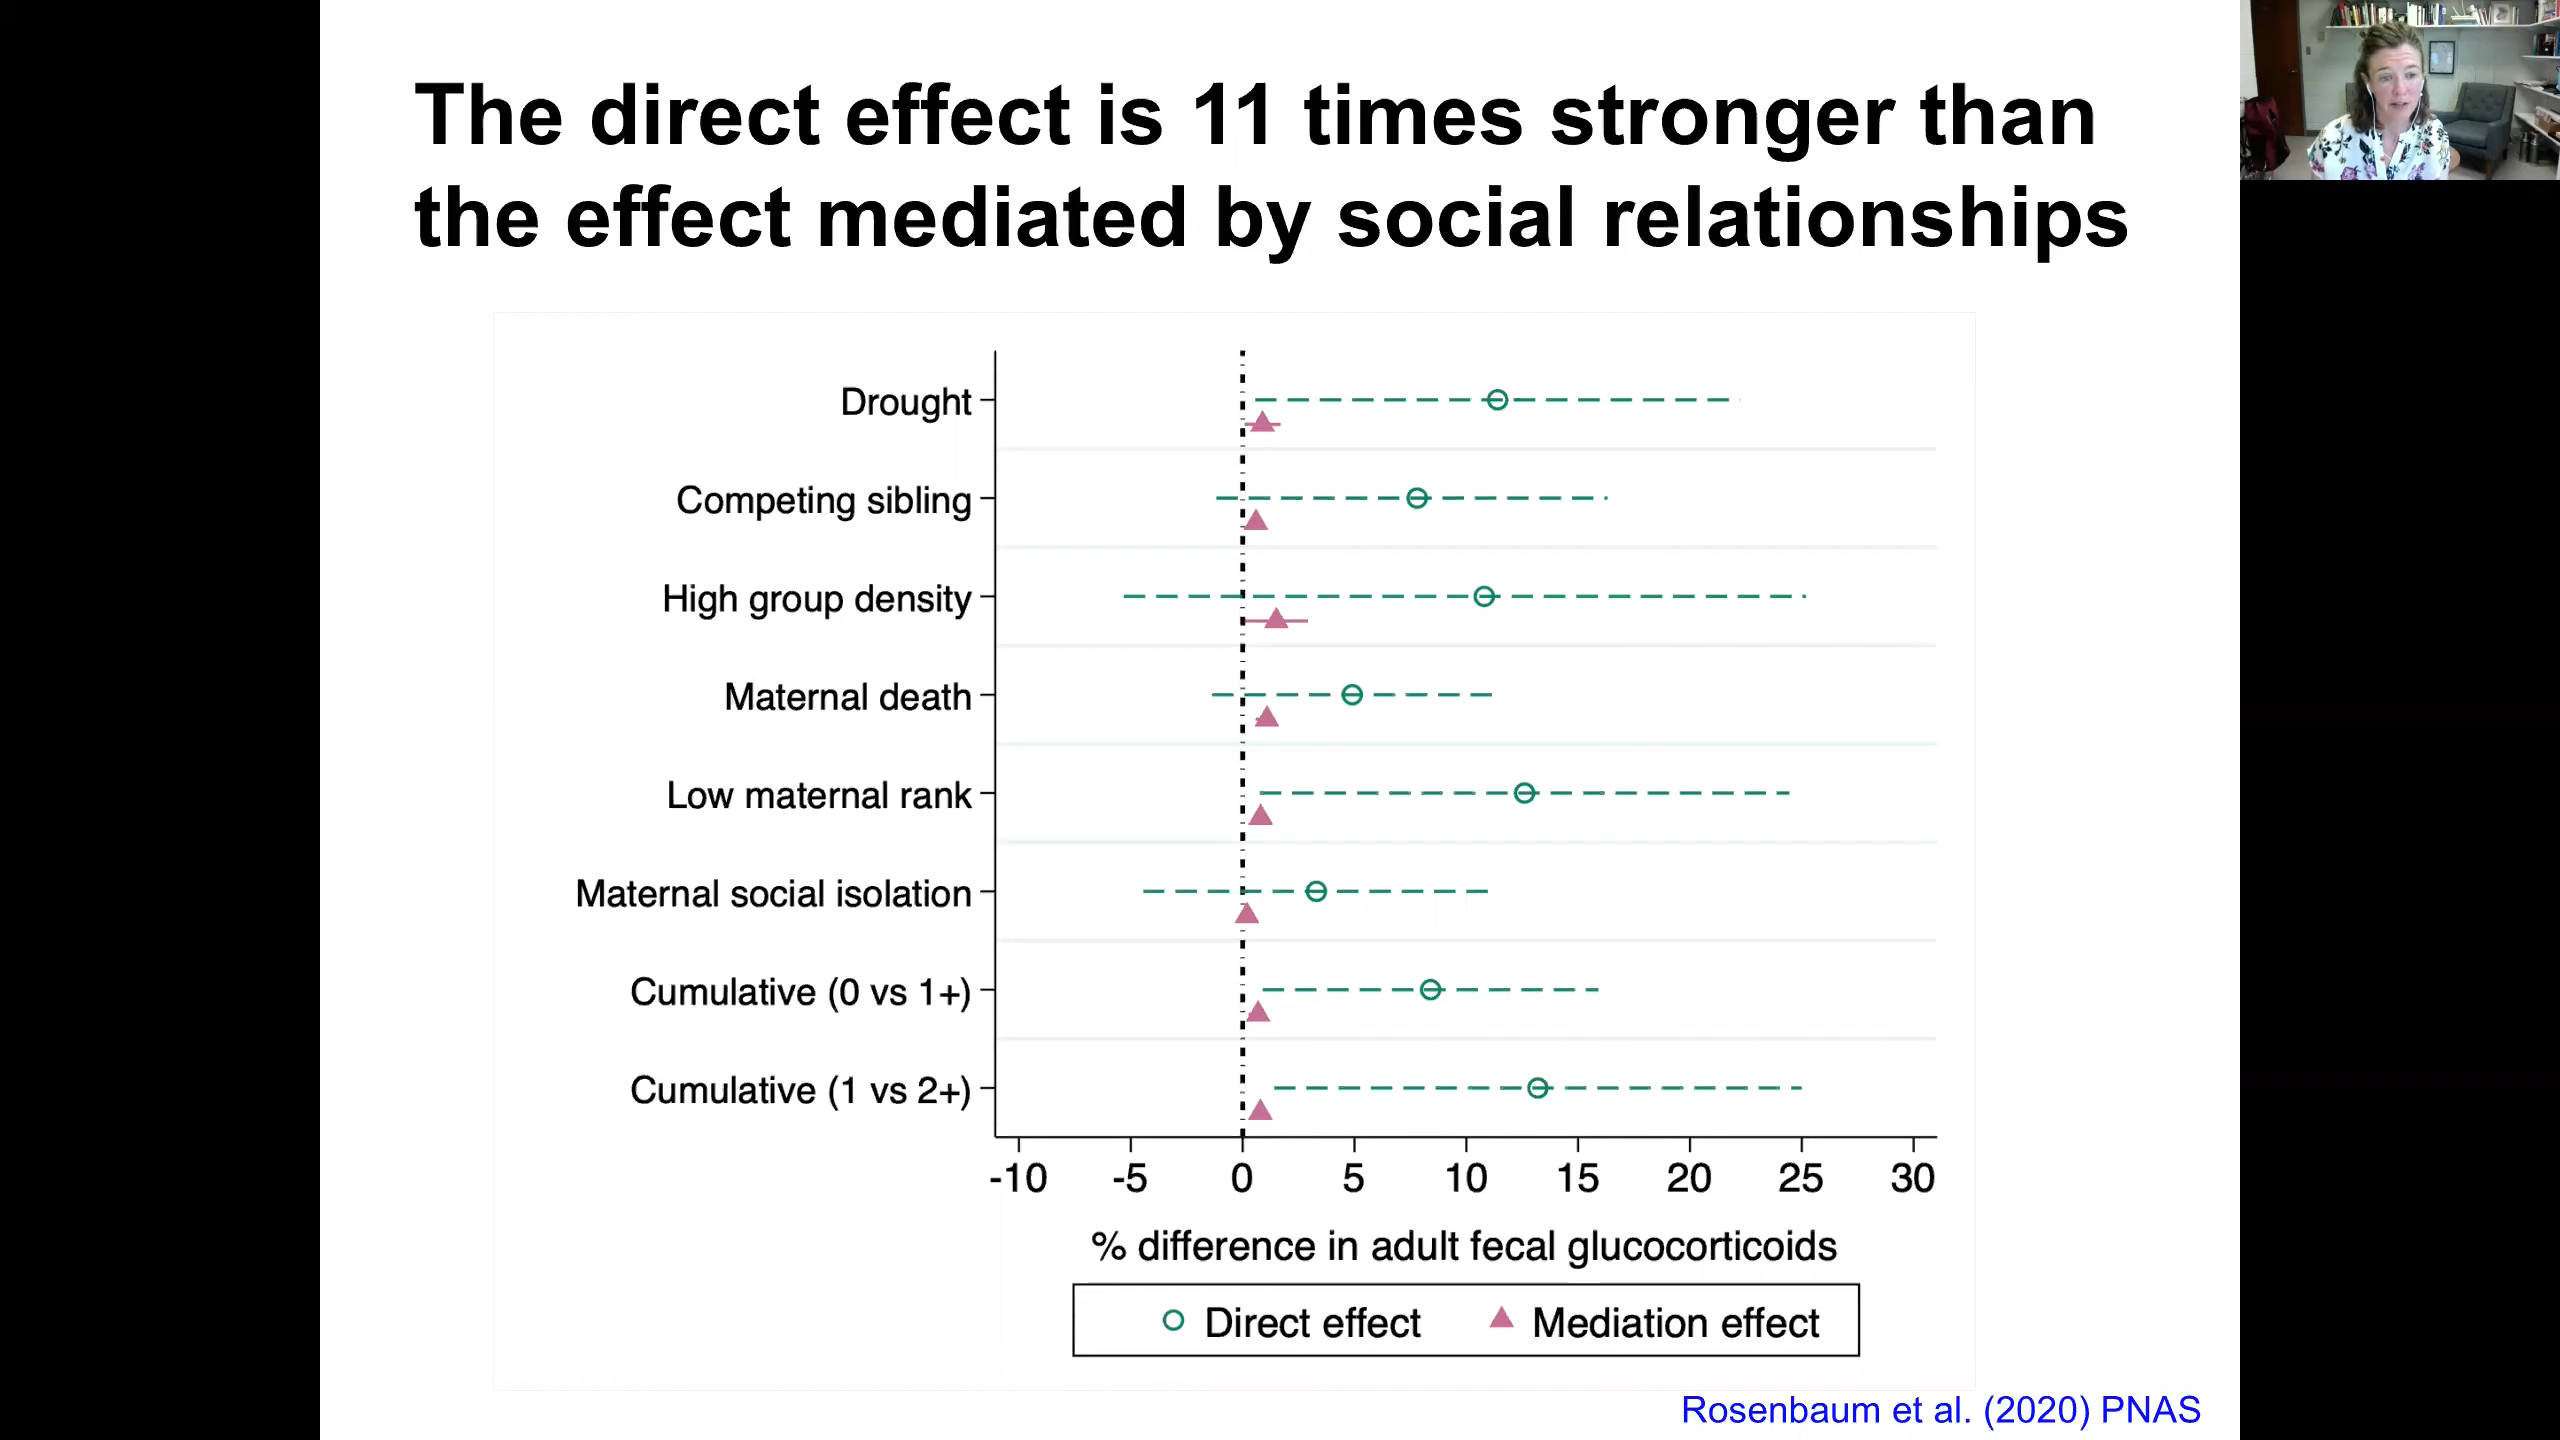 The direct effect is 11 times stronger than
the effect mediated by social relationships
Drought
Competing sibling
High group density
Maternal death
Low maternal rank
Maternal social isolation
Cumulative (0 vs 1+)
Cumulative (1 vs 2+)
-10 -5 0 5 10 15 20 25 30
% difference in adult fecal glucocorticoids
Direct effect Mediation effect
Rosenbaum et al. (2020) PNAS